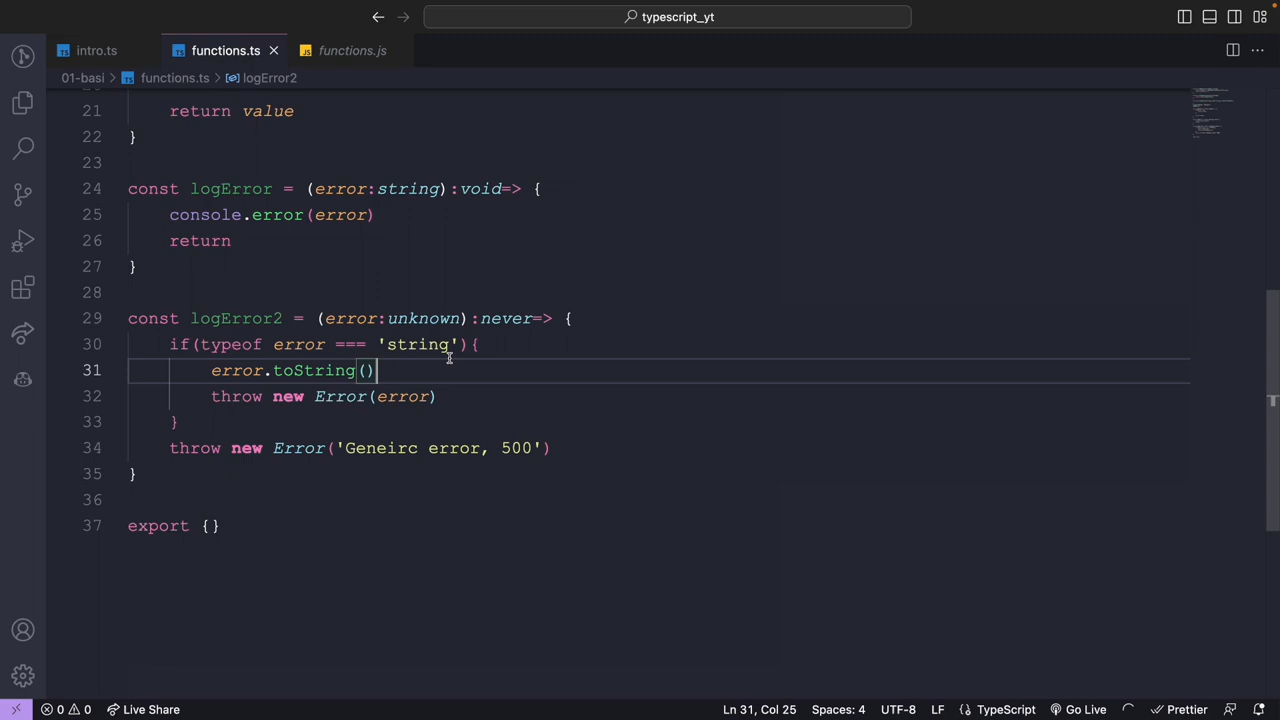 typescript_yt
TS intro.ts
TS functions.ts
JS functions.js
01-basi > TS functions.ts > logError2
21 return value
22 }
23
24 const logError = (error:string):void=> {
25 console.error(error)
26 return
27 }
28
29 const logError2 = (error:unknown):never=> {
30 if(typeof error === 'string'){
31 error.toString()
32 throw new Error(error)
33 }
34 throw new Error('Geneirc error, 500')
35 }
36
37 export {}
0 0 Live Share Ln 31, Col 25 Spaces: 4 UTF-8 LF {} TypeScript Go Live Prettier